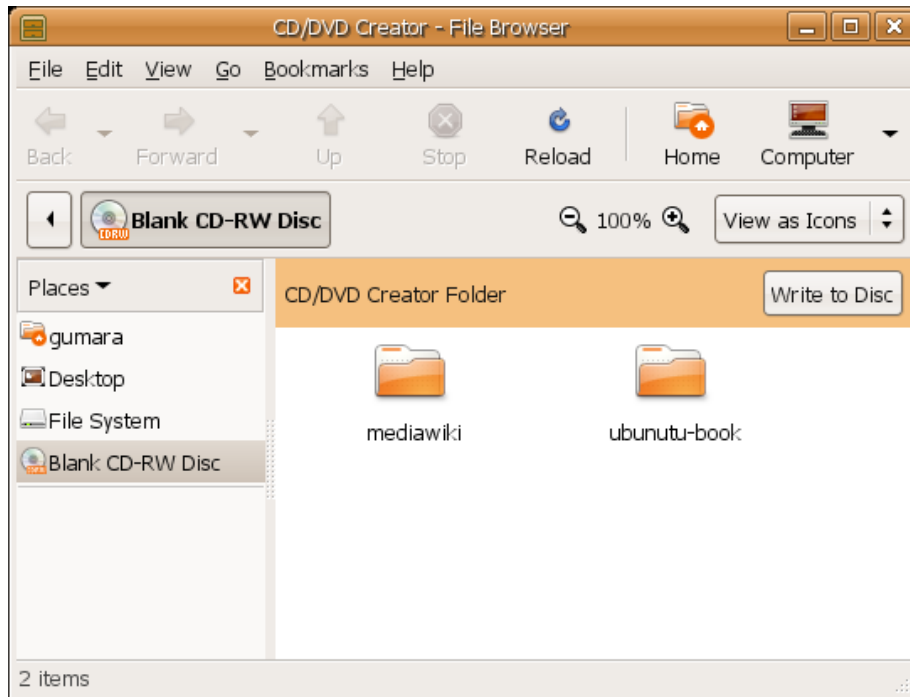 CD/DVD Creator - File Browser
File Edit View Go Bookmarks Help
Back Forward Up Stop Reload Home Computer
CDRW Blank CD-RW Disc 100% View as Icons
Places CD/DVD Creator Folder Write to Disc
gumara
Desktop
File System
Blank CD-RW Disc
mediawiki ubunutu-book
2 items